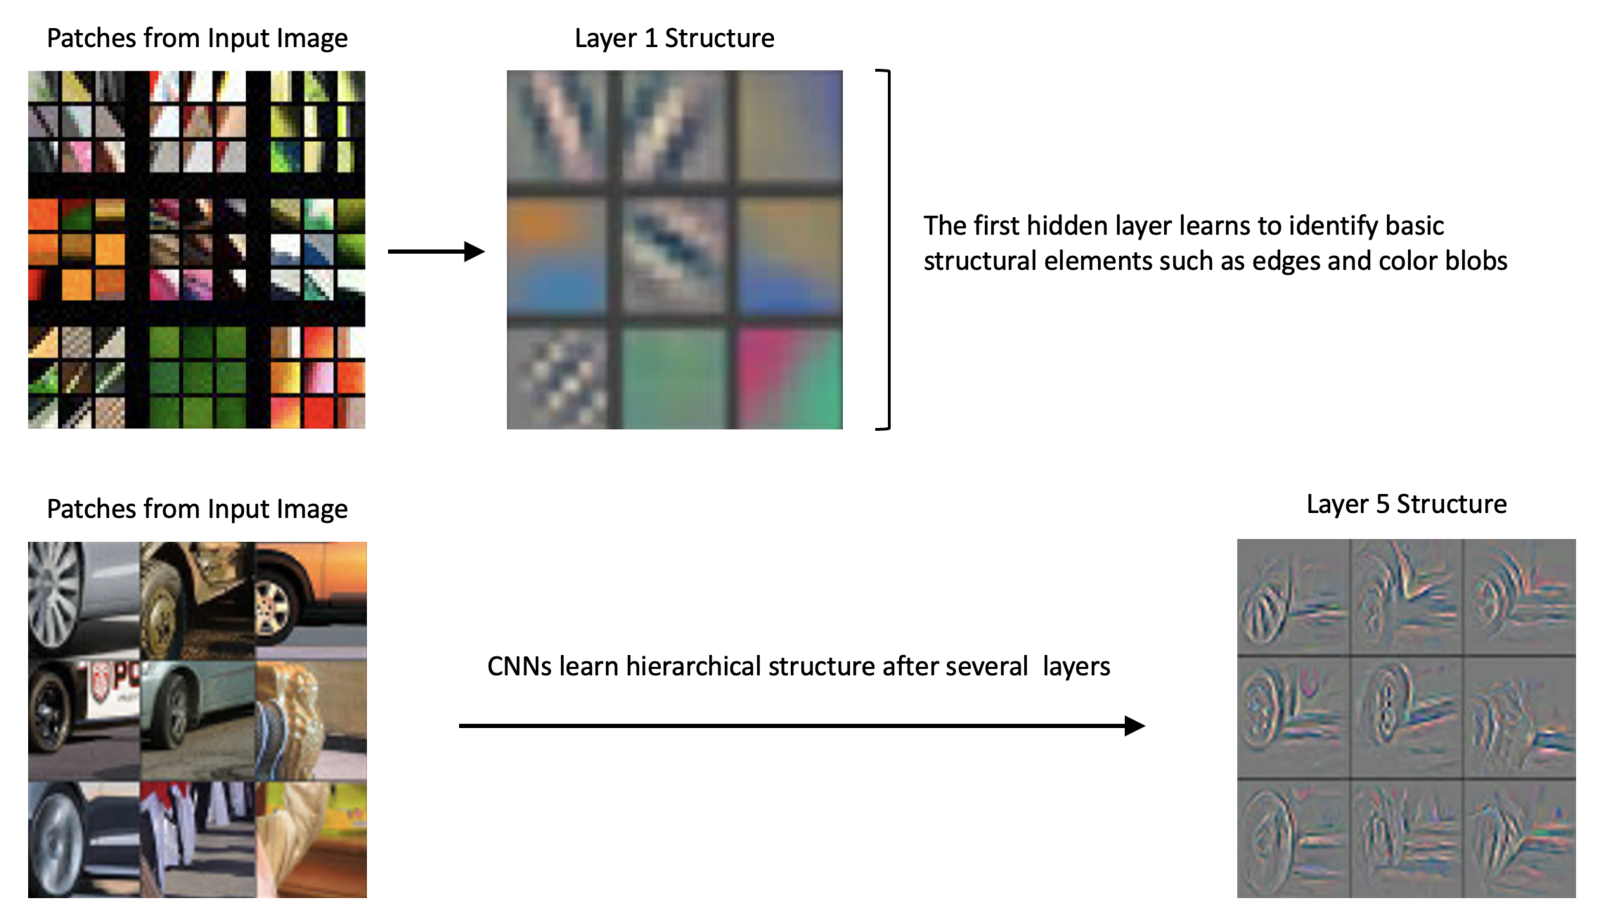 Patches from Input Image
Layer 1 Structure
The first hidden layer learns to identify basic
structural elements such as edges and color blobs
Patches from Input Image
Layer 5 Structure
CNNs learn hierarchical structure after several  layers
PO